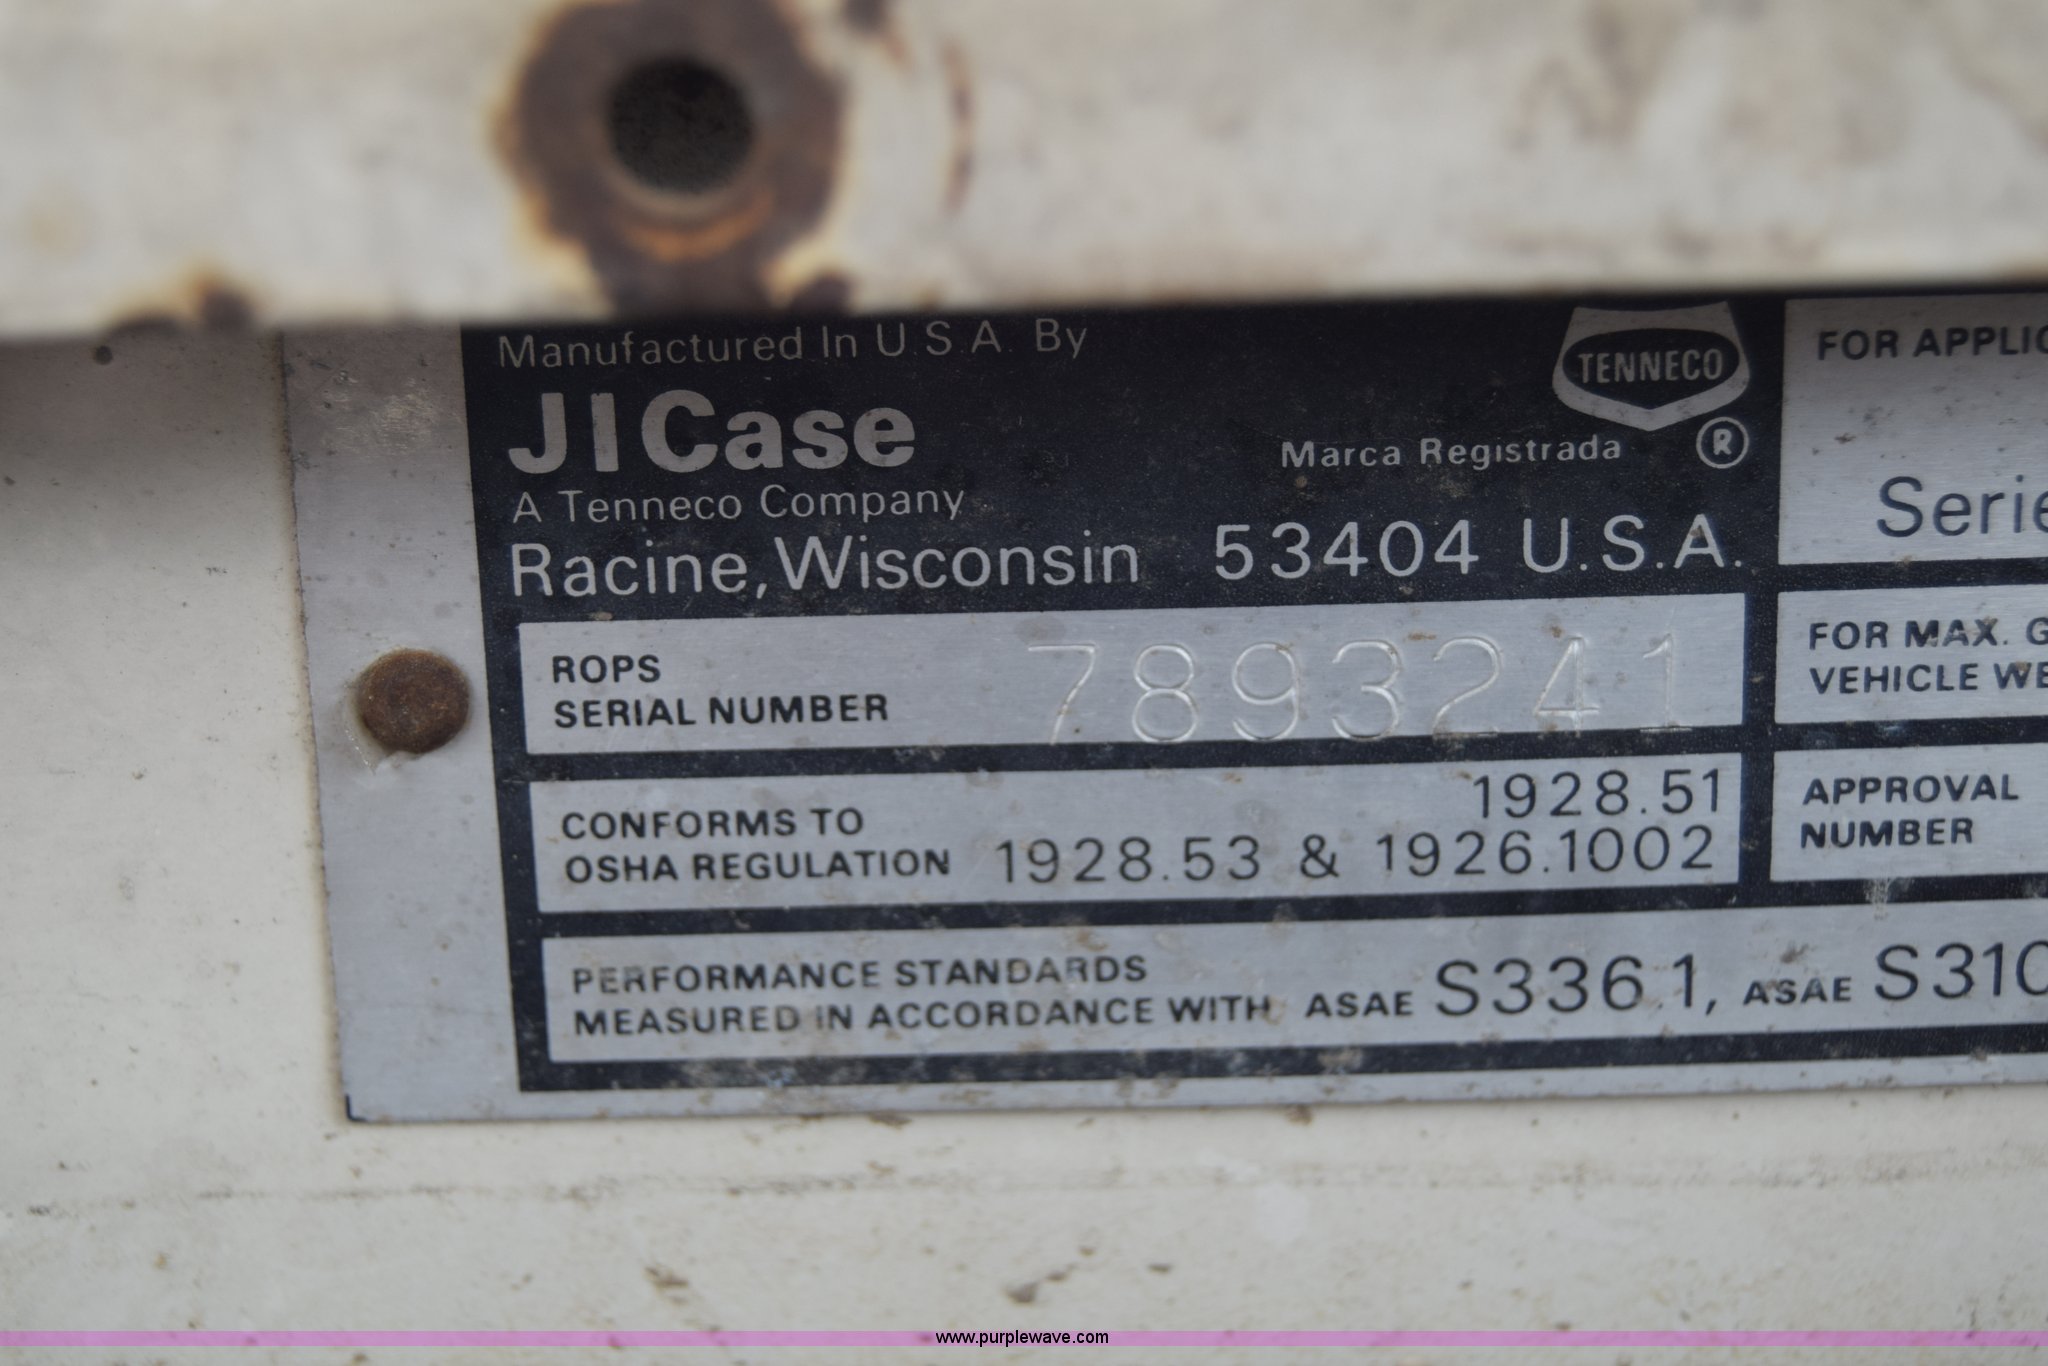 Manufactured In U.S.A. By
JI Case
A Tenneco Company
Racine, Wisconsin 53404 U.S.A.
TENNECO
Marca Registrada ®
ROPS
SERIAL NUMBER 7893241
CONFORMS TO
OSHA REGULATION
1928.51
1928.53 & 1926.1002
PERFORMANCE STANDARDS
MEASURED IN ACCORDANCE WITH ASAE S336.1, ASAE S310
FOR APPLIC
Serie
FOR MAX. G
VEHICLE WE
APPROVAL
NUMBER
www.purplewave.com